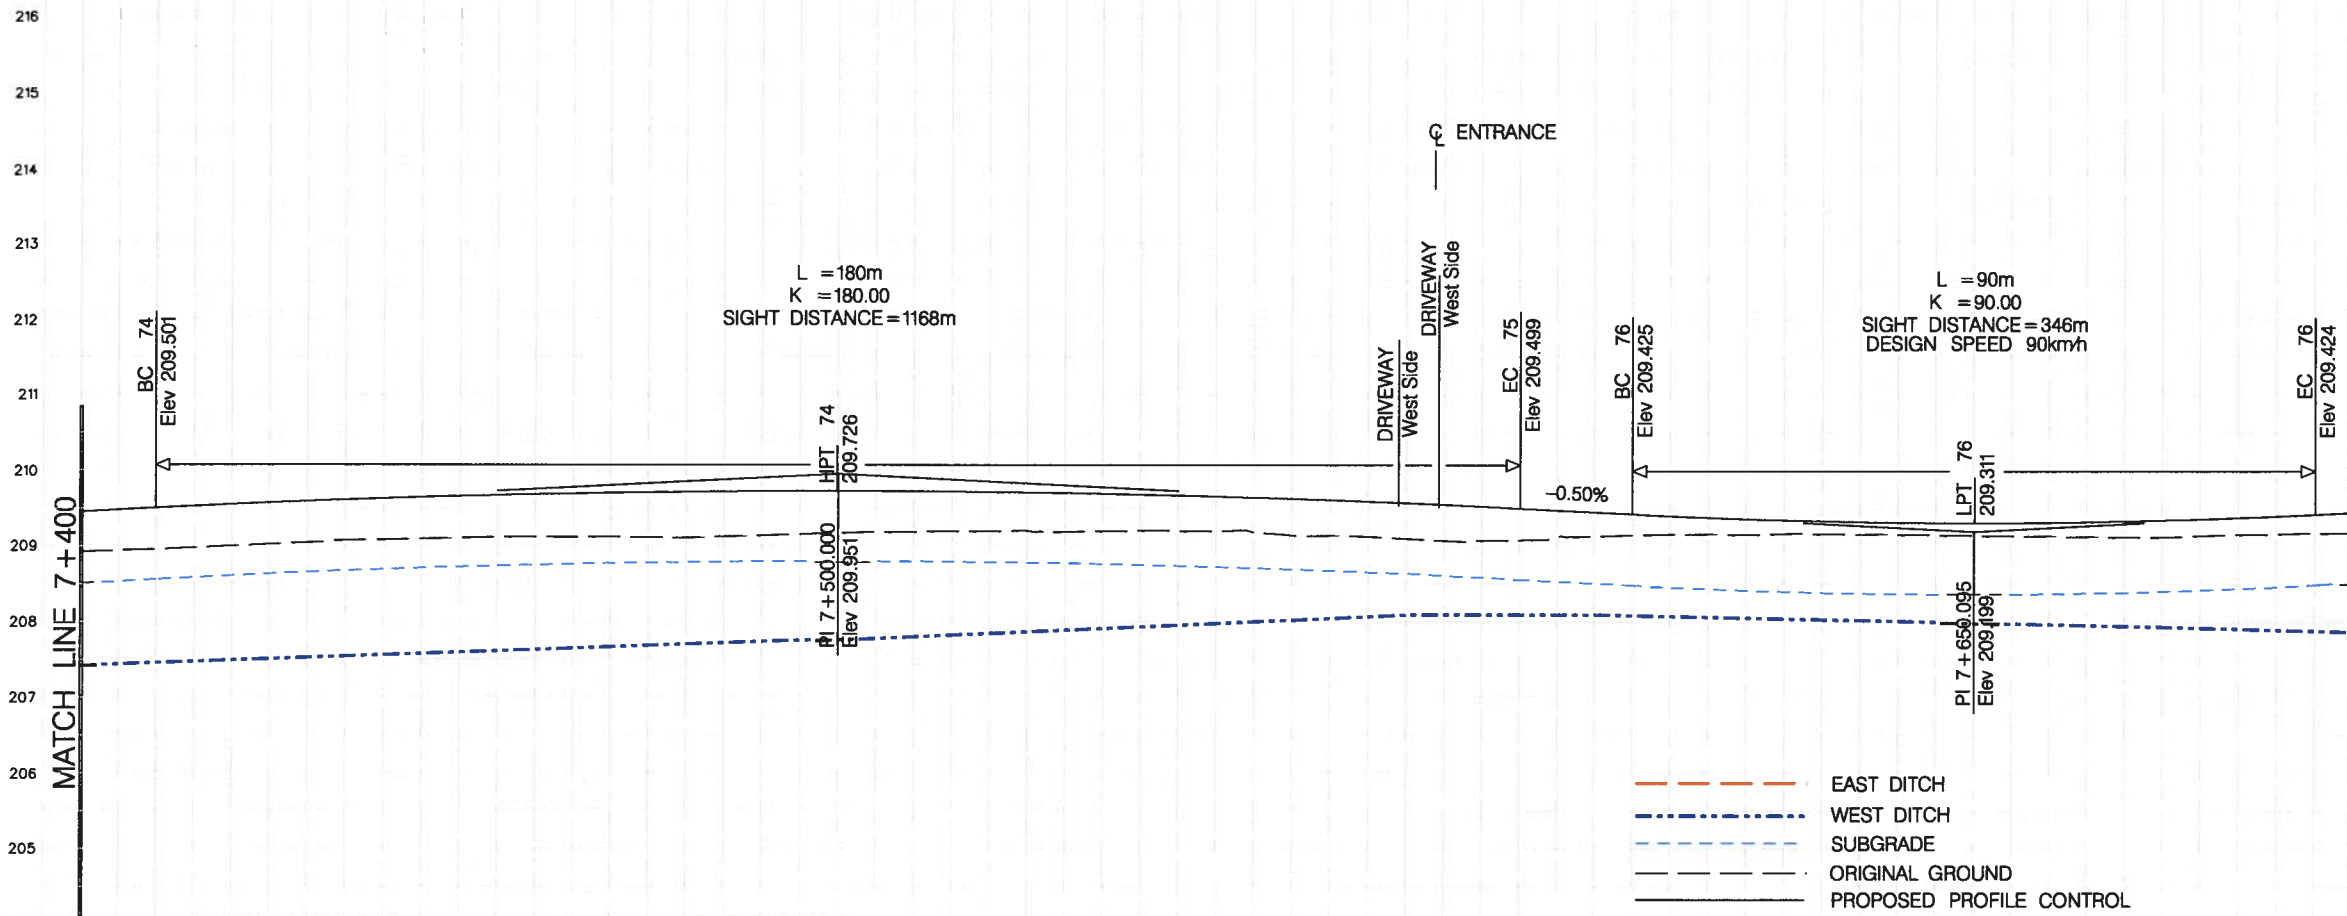 216
215
214
213
212
211
210
209
208
207
206
205
MATCH LINE 7+400
BC 74
Elev 209.501
L =180m
K =180.00
SIGHT DISTANCE=1168m
HPT 74
209.726
PI 7+500.000
Elev 209.951
℄ ENTRANCE
DRIVEWAY
West Side
DRIVEWAY
West Side
EC 75
Elev 209.499
-0.50%
BC 76
Elev 209.425
L =90m
K =90.00
SIGHT DISTANCE=346m
DESIGN SPEED 90km/h
LPT 76
209.311
PI 7+650.095
Elev 209.199
EC 76
Elev 209.424
EAST DITCH
WEST DITCH
SUBGRADE
ORIGINAL GROUND
PROPOSED PROFILE CONTROL